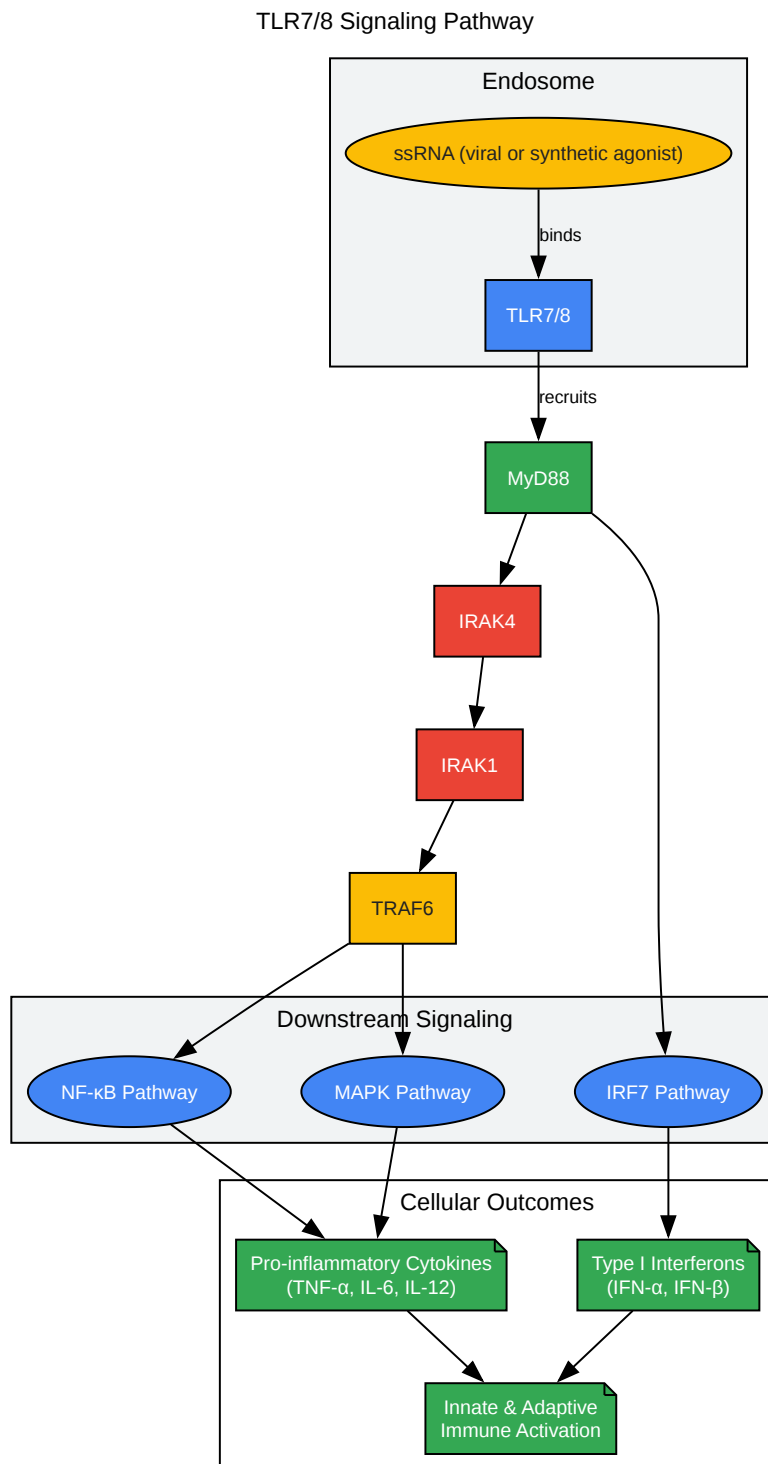 TLR7/8 Signaling Pathway
Endosome
ssRNA (viral or synthetic agonist)
binds
TLR7/8
recruits
MyD88
IRAK4
IRAK1
TRAF6
Downstream Signaling
NF-κB Pathway
MAPK Pathway
IRF7 Pathway
Cellular Outcomes
Pro-inflammatory Cytokines
(TNF-α, IL-6, IL-12)
Type I Interferons
(IFN-α, IFN-β)
Innate & Adaptive
Immune Activation